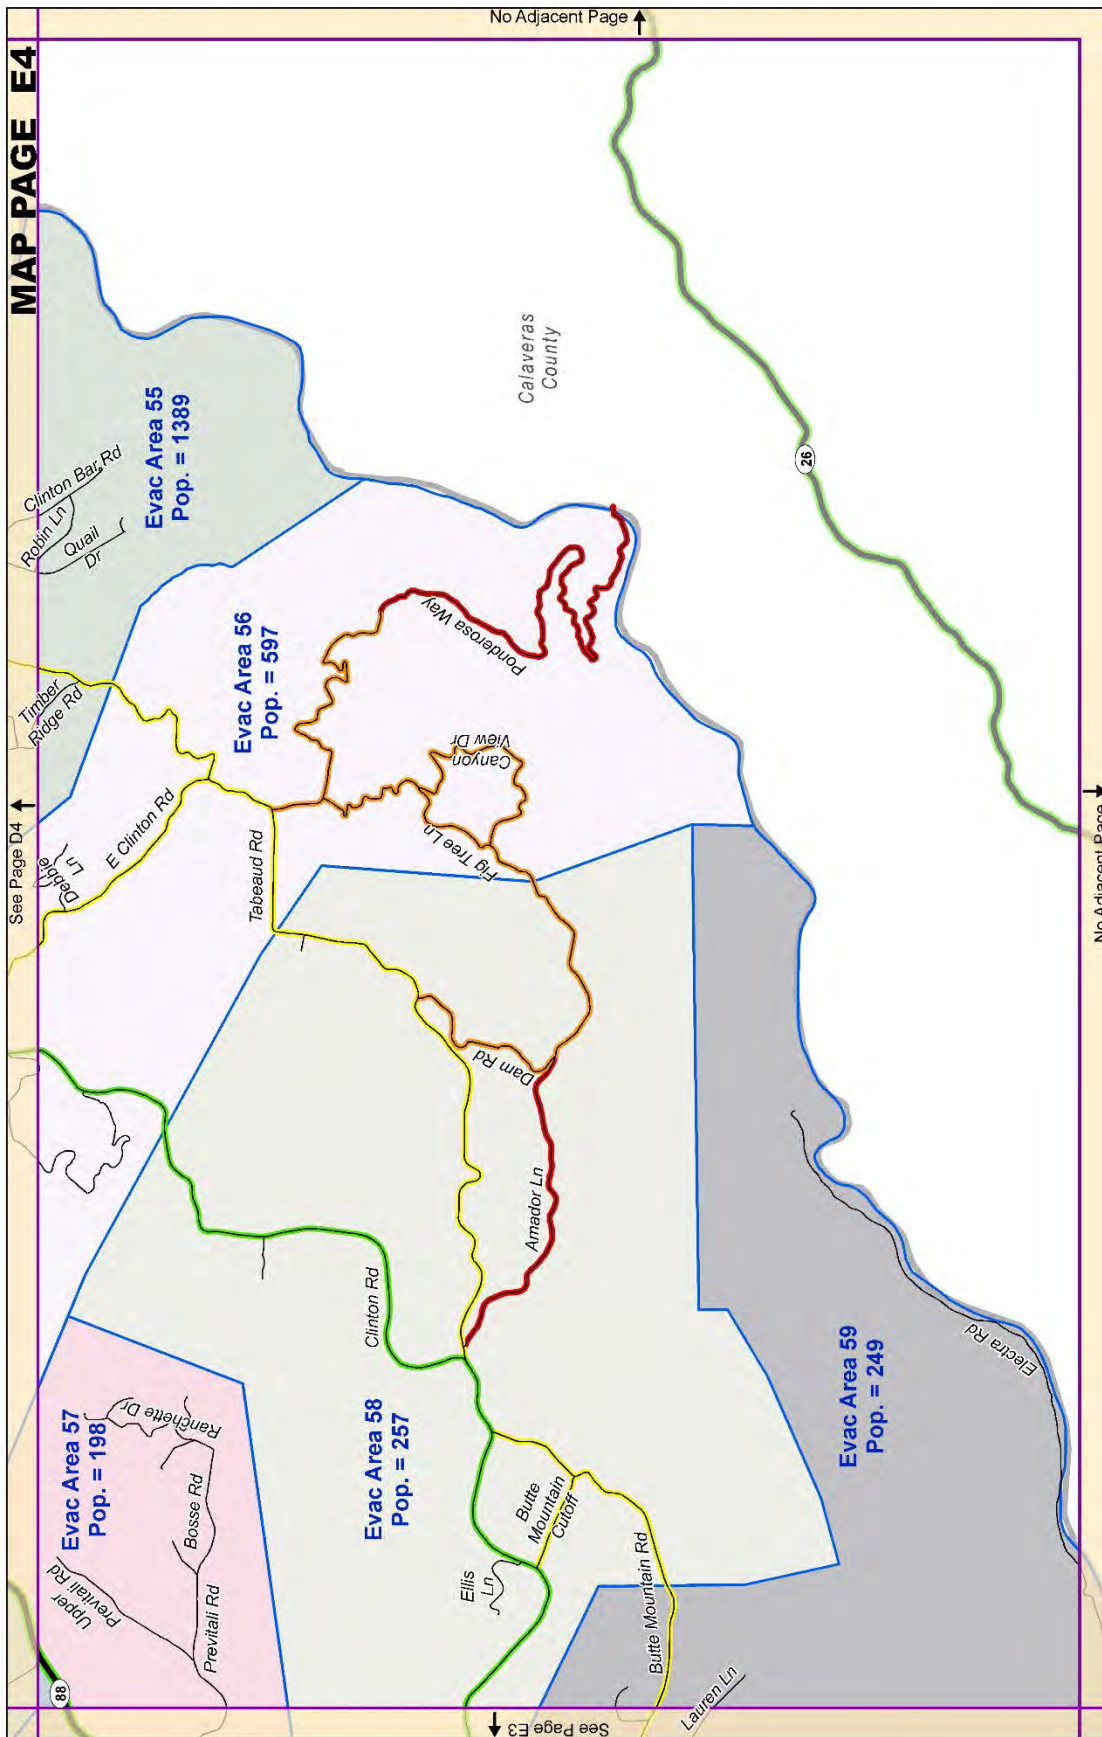 No Adjacent Page
MAP PAGE E4
Calaveras
County
26
Evac Area 55
Pop. = 1389
Clinton Bar Rd
Robin Ln
Quail
Dr
Timber
Ridge Rd
Evac Area 56
Pop. = 597
Ponderosa Way
Canyon
View Dr
Fig Tree Ln
See Page D4
E Clinton Rd
Debbie
Ln
Tabeaud Rd
No Adjacent Page
Dam Rd
Amador Ln
Clinton Rd
Electra Rd
Evac Area 57
Pop. = 198
Ranchette Dr
Bosse Rd
Upper
Previtali Rd
Previtali Rd
88
Evac Area 58
Pop. = 257
Evac Area 59
Pop. = 249
Butte
Mountain
Cutoff
Ellis
Ln
Butte Mountain Rd
Lauren Ln
See Page E3